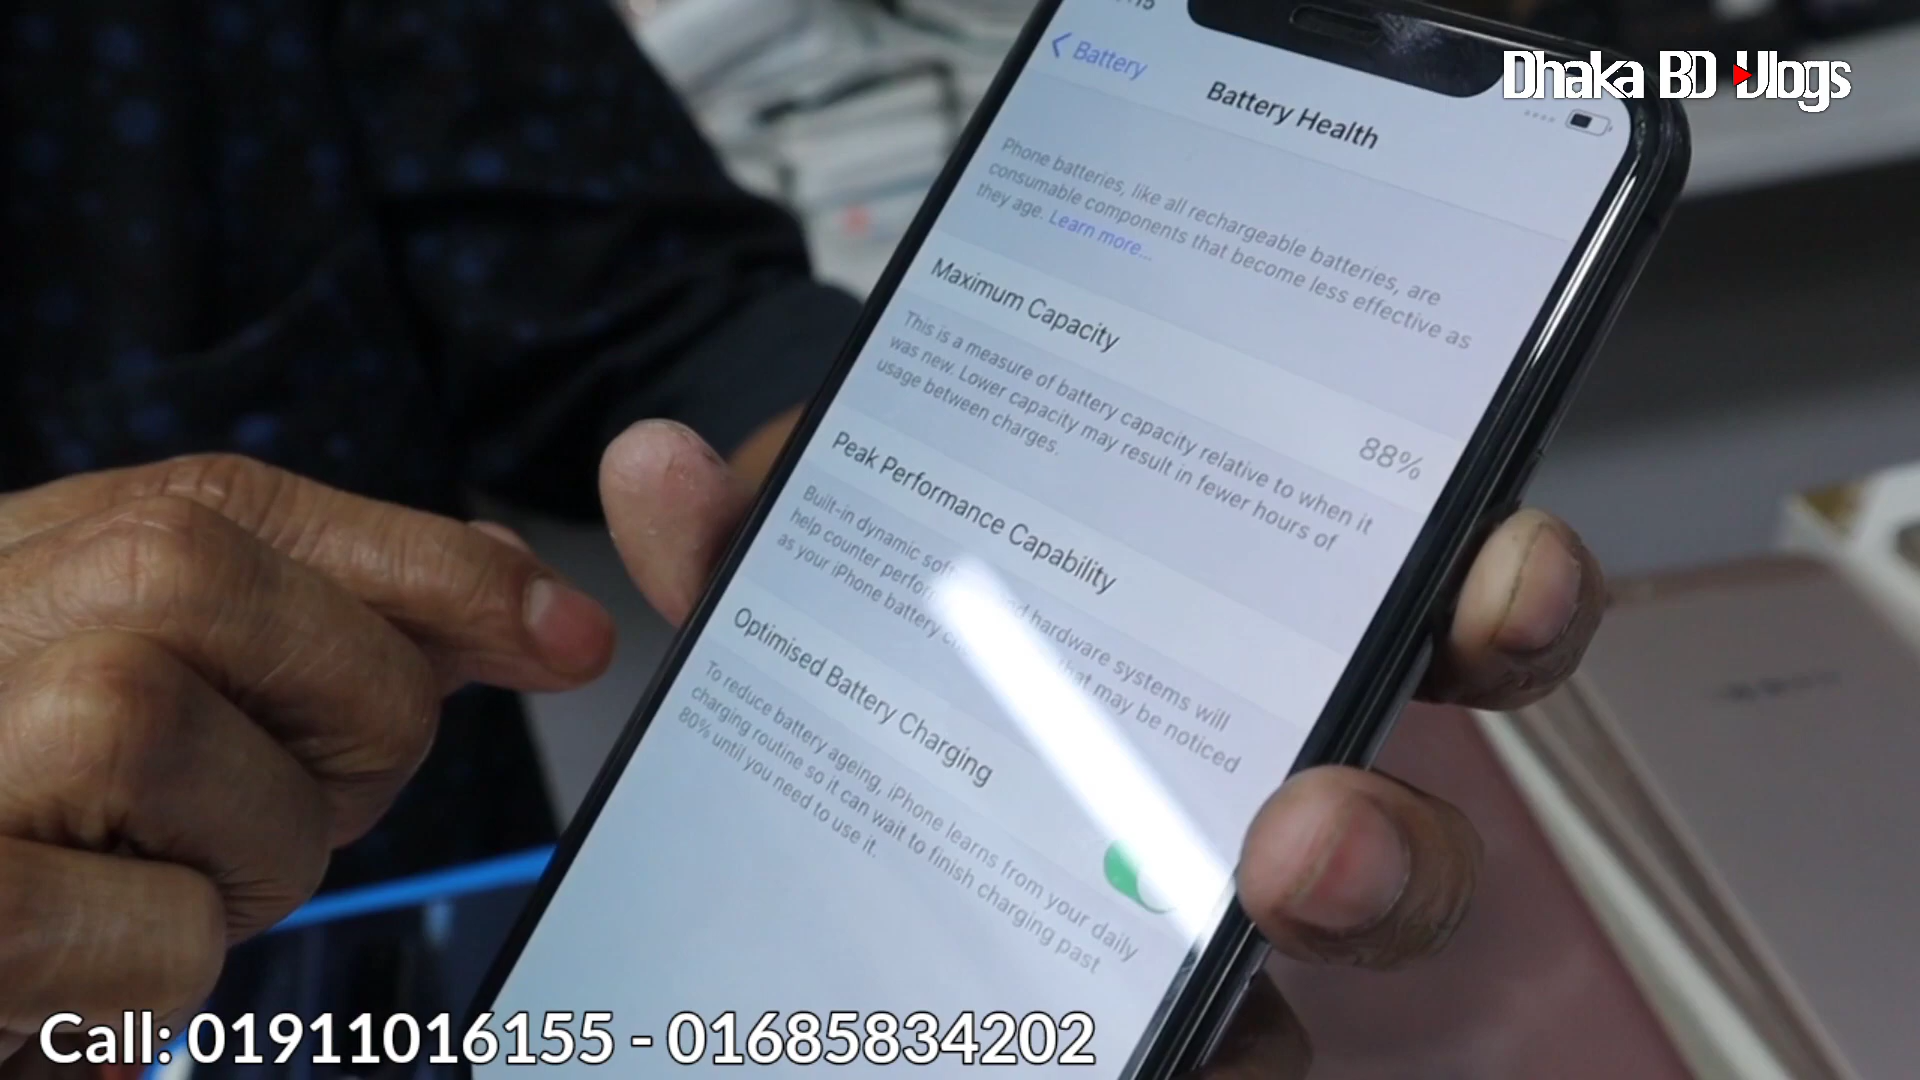 Dhaka BD Vlogs
Battery
Battery Health
Phone batteries, like all rechargeable batteries, are
consumable components that become less effective as
they age. Learn more...
Maximum Capacity
88%
This is a measure of battery capacity relative to when it
was new. Lower capacity may result in fewer hours of
usage between charges.
Peak Performance Capability
Built-in dynamic and hardware systems will
help counter that may be noticed
as your iPhone battery
Optimised Battery Charging
To reduce battery ageing, iPhone learns from your daily
charging routine so it can wait to finish charging past
80% until you need to use it.
Call: 01911016155 - 01685834202